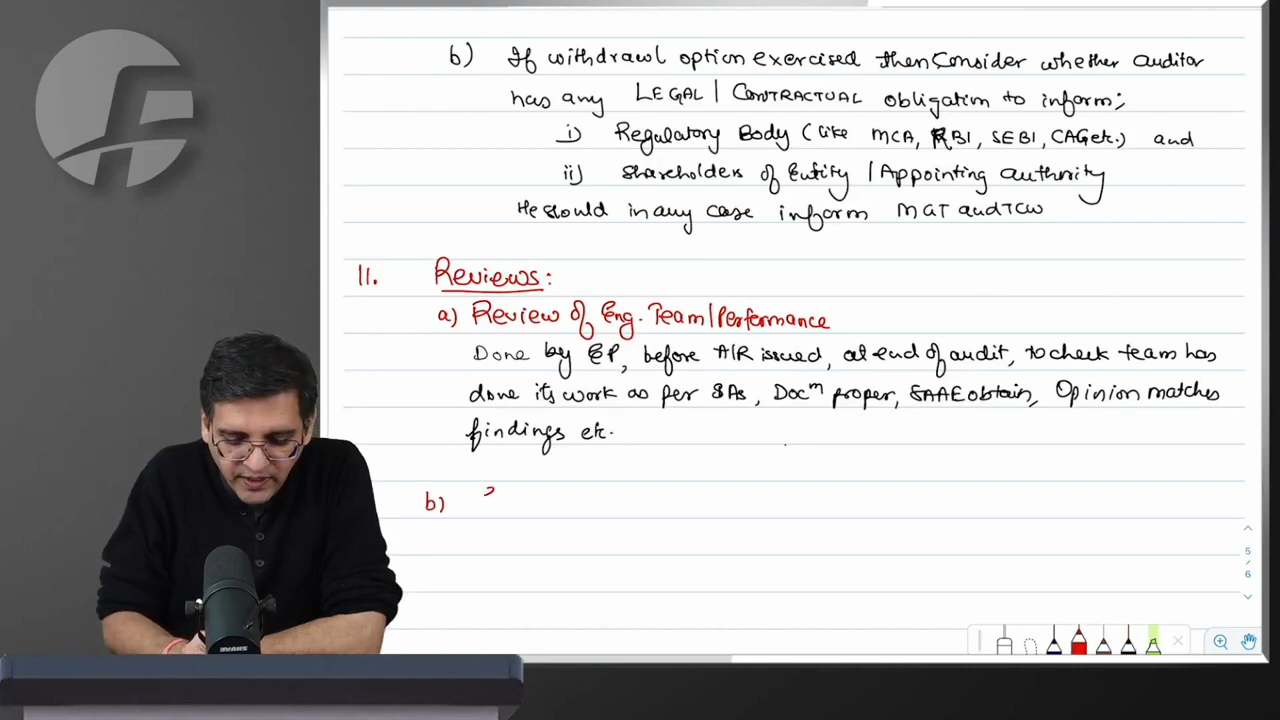 b) If withdrawl option exercised then Consider whether auditor
has any LEGAL | CONTRACTUAL obligation to inform;
i) Regulatory Body (like MCA, RBI, SEBI, CAG etc.) and
ii) shareholders of Entity | Appointing authority
He should in any case inform MGT and TCW
11. Reviews:
a) Review of Eng. Team | Performance
Done by EP, before A/R issued, at end of audit, to check team has
done its work as per SAs, Docm proper, SAAE obtain, Opinion matches
findings etc.
b)
5
6